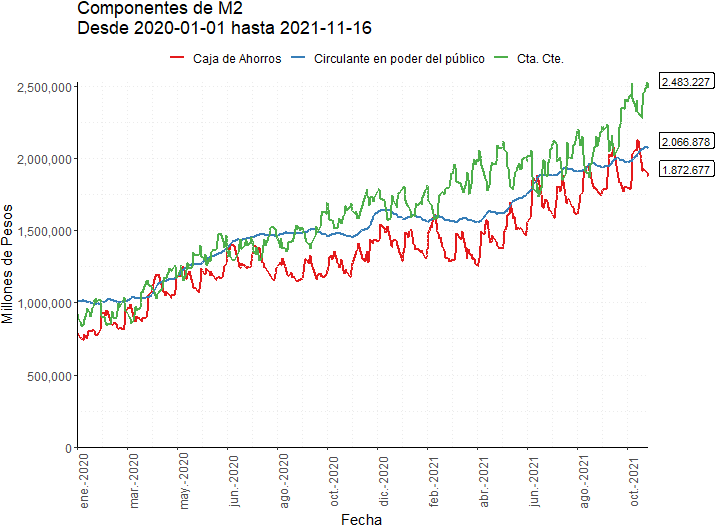 Componentes de M2
Desde 2020-01-01 hasta 2021-11-16
Caja de Ahorros
Circulante en poder del público
Cta. Cte.
Millones de Pesos
2,500,000
2,000,000
1,500,000
1,000,000
500,000
0
2.483.227
2.066.878
1.872.677
ene.-2020
mar.-2020
may.-2020
jun.-2020
ago.-2020
oct.-2020
dic.-2020
feb.-2021
abr.-2021
jun.-2021
ago.-2021
oct.-2021
Fecha